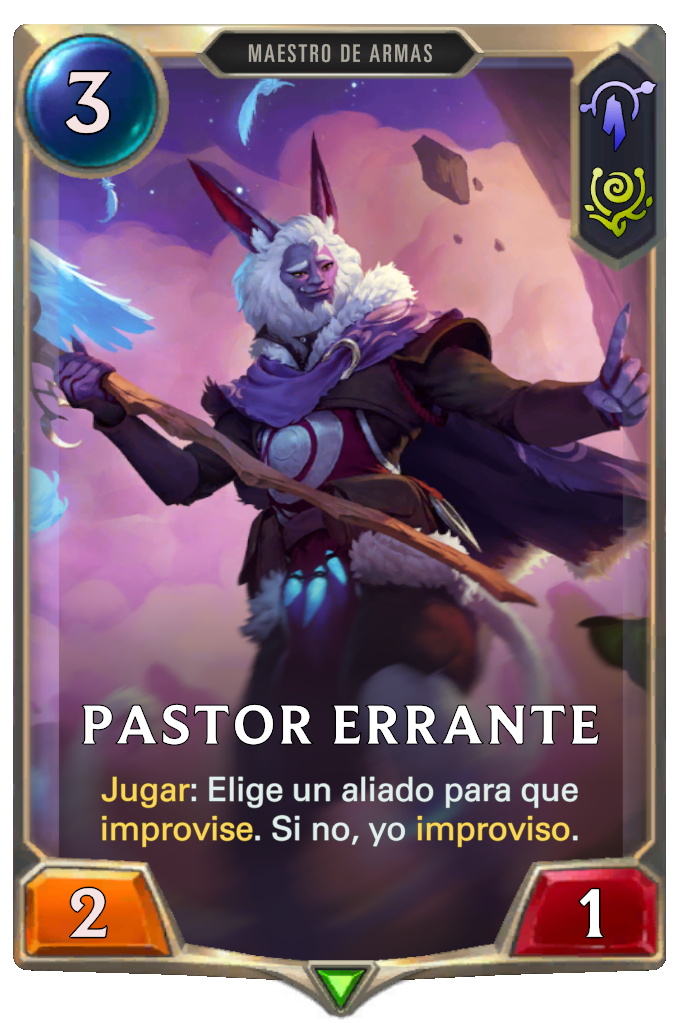 MAESTRO DE ARMAS
3
PASTOR ERRANTE
Jugar: Elige un aliado para que
improvise. Si no, yo improviso.
2
1